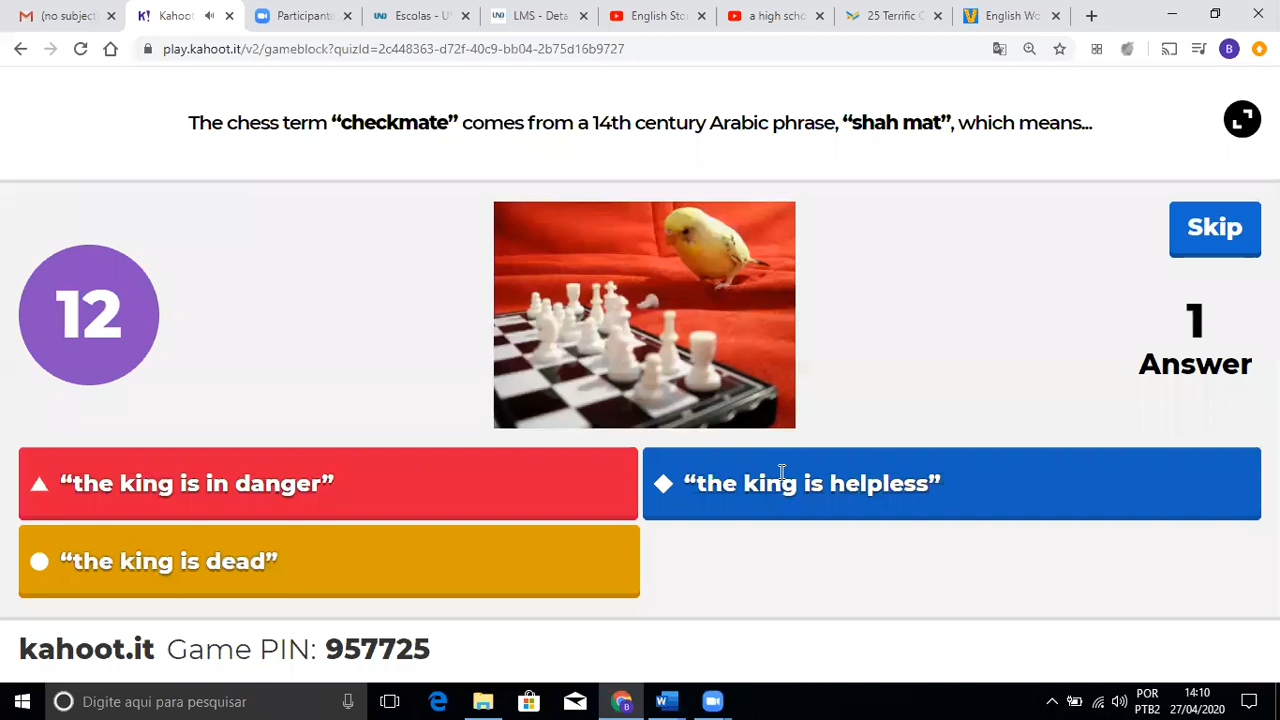 (no subject
Kahoot
Participant
Escolas - U
LMS - Deta
English Sto
a high scho
25 Terrific C
English Wo
play.kahoot.it/v2/gameblock?quizId=2c448363-d72f-40c9-bb04-2b75d16b9727
B
The chess term “checkmate” comes from a 14th century Arabic phrase, “shah mat”, which means...
Skip
12
1
Answer
“the king is in danger”
“the king is helpless”
“the king is dead”
kahoot.it Game PIN: 957725
Digite aqui para pesquisar
POR
PTB2
14:10
27/04/2020